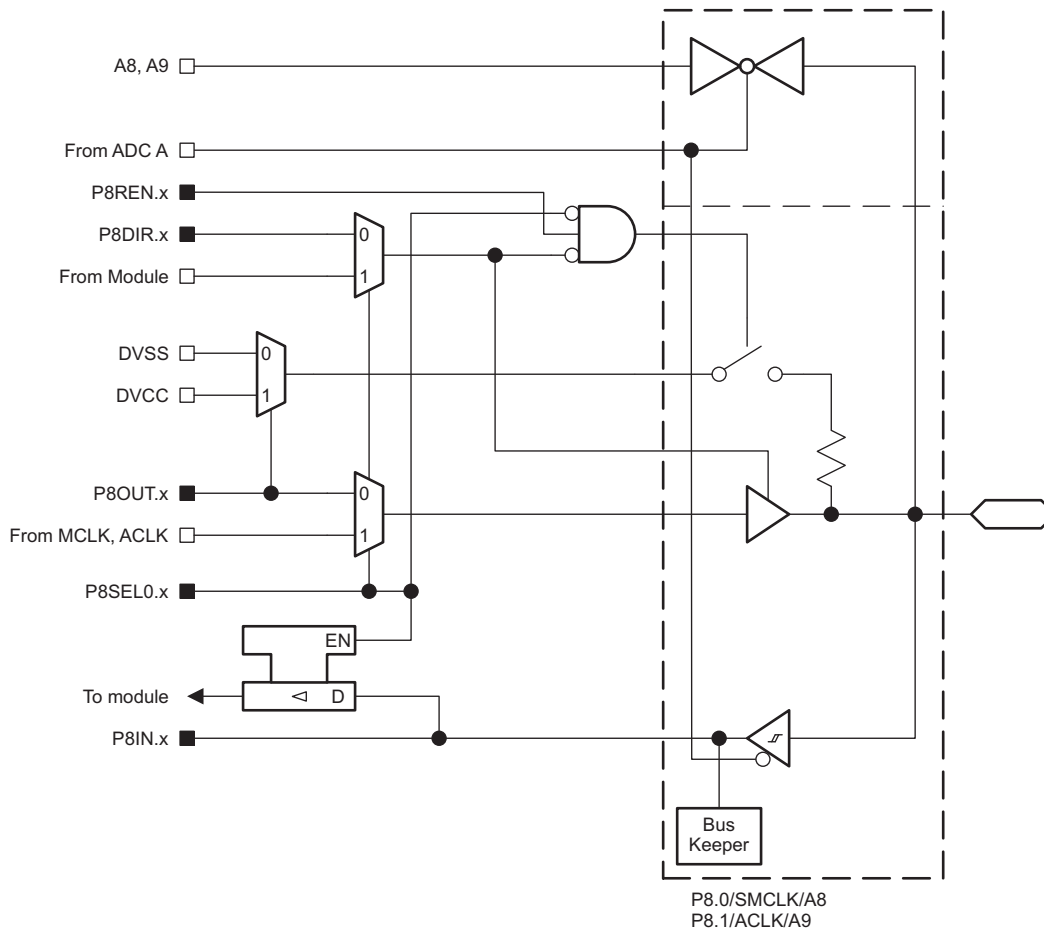 A8, A9
From ADC A
P8REN.x
P8DIR.x
0
From Module
1
DVSS
0
DVCC
1
P8OUT.x
0
From MCLK, ACLK
1
P8SEL0.x
EN
To module
D
P8IN.x
Bus
Keeper
P8.0/SMCLK/A8
P8.1/ACLK/A9